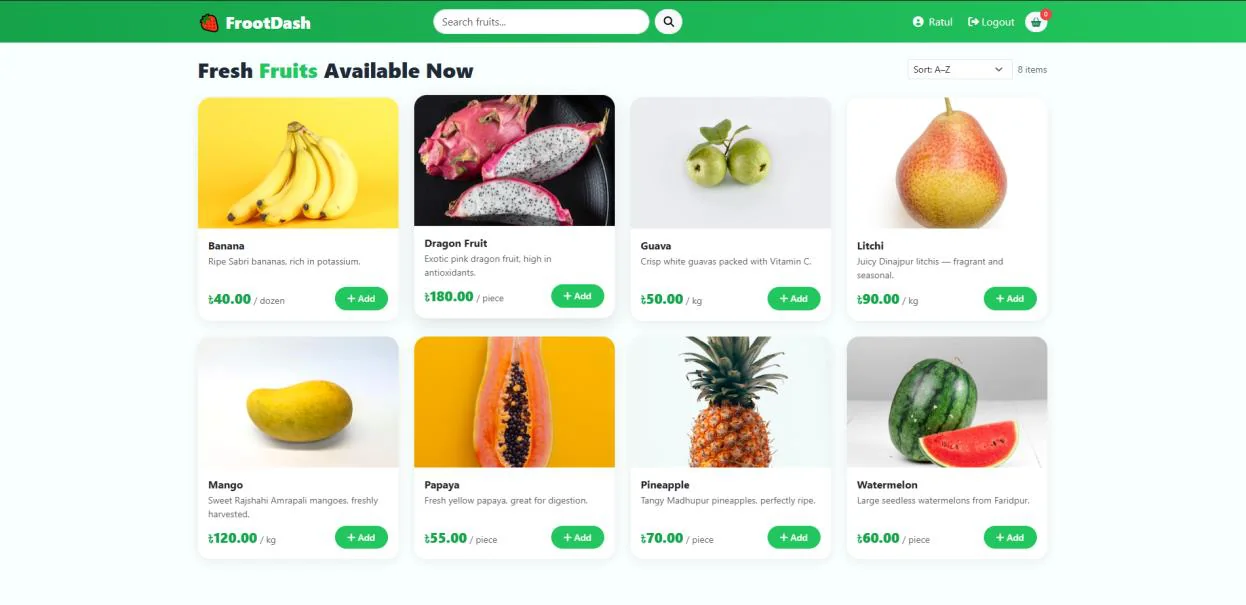 FrootDash
Search fruits...
Ratul
Logout
0
Fresh Fruits Available Now
Sort: A–Z
8 items
Banana
Ripe Sabri bananas, rich in potassium.
৳40.00 / dozen
+ Add
Dragon Fruit
Exotic pink dragon fruit, high in
antioxidants.
৳180.00 / piece
+ Add
Guava
Crisp white guavas packed with Vitamin C.
৳50.00 / kg
+ Add
Litchi
Juicy Dinajpur litchis — fragrant and
seasonal.
৳90.00 / kg
+ Add
Mango
Sweet Rajshahi Amrapali mangoes, freshly
harvested.
৳120.00 / kg
+ Add
Papaya
Fresh yellow papaya, great for digestion.
৳55.00 / piece
+ Add
Pineapple
Tangy Madhupur pineapples, perfectly ripe.
৳70.00 / piece
+ Add
Watermelon
Large seedless watermelons from Faridpur.
৳60.00 / piece
+ Add